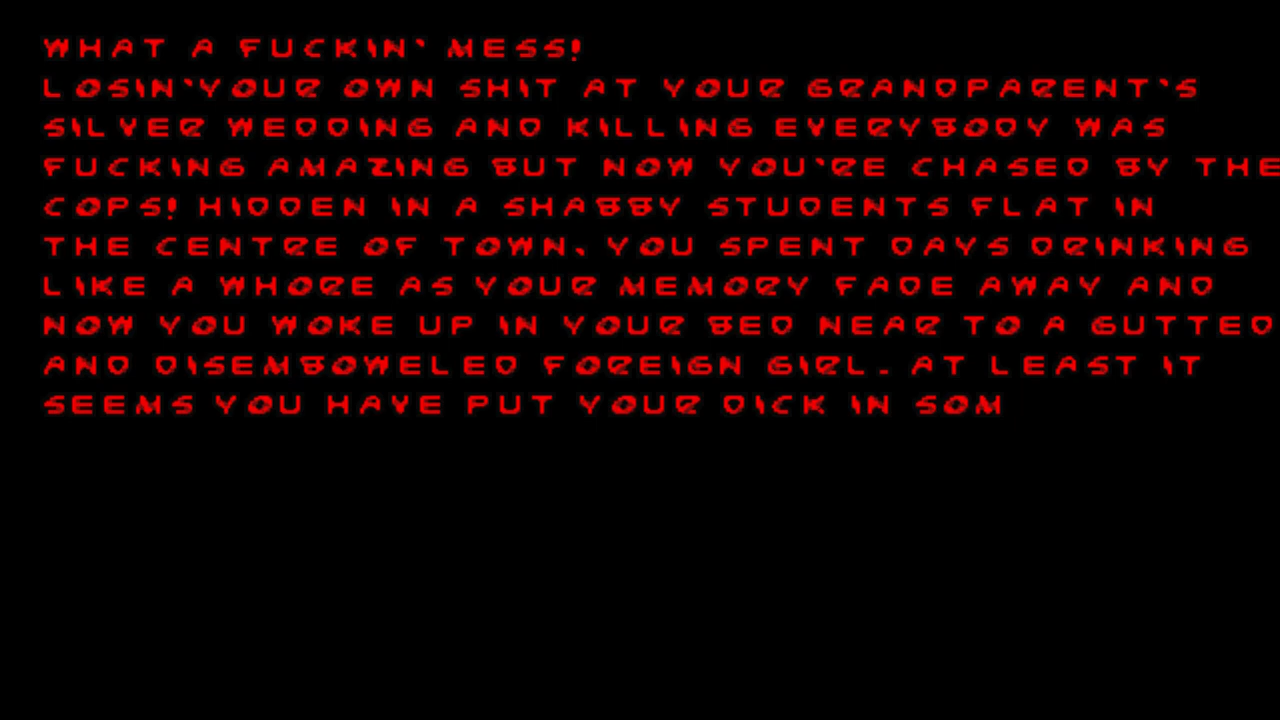 WHAT A FUCKIN' MESS!
LOSIN'YOUR OWN SHIT AT YOUR GRANDPARENT'S
SILVER WEDDING AND KILLING EVERYBODY WAS
FUCKING AMAZING BUT NOW YOU'RE CHASED BY THE
COPS! HIDDEN IN A SHABBY STUDENTS FLAT IN
THE CENTRE OF TOWN, YOU SPENT DAYS DRINKING
LIKE A WHORE AS YOUR MEMORY FADE AWAY AND
NOW YOU WOKE UP IN YOUR BED NEAR TO A GUTTED
AND DISEMBOWELED FOREIGN GIRL. AT LEAST IT
SEEMS YOU HAVE PUT YOUR DICK IN SOM